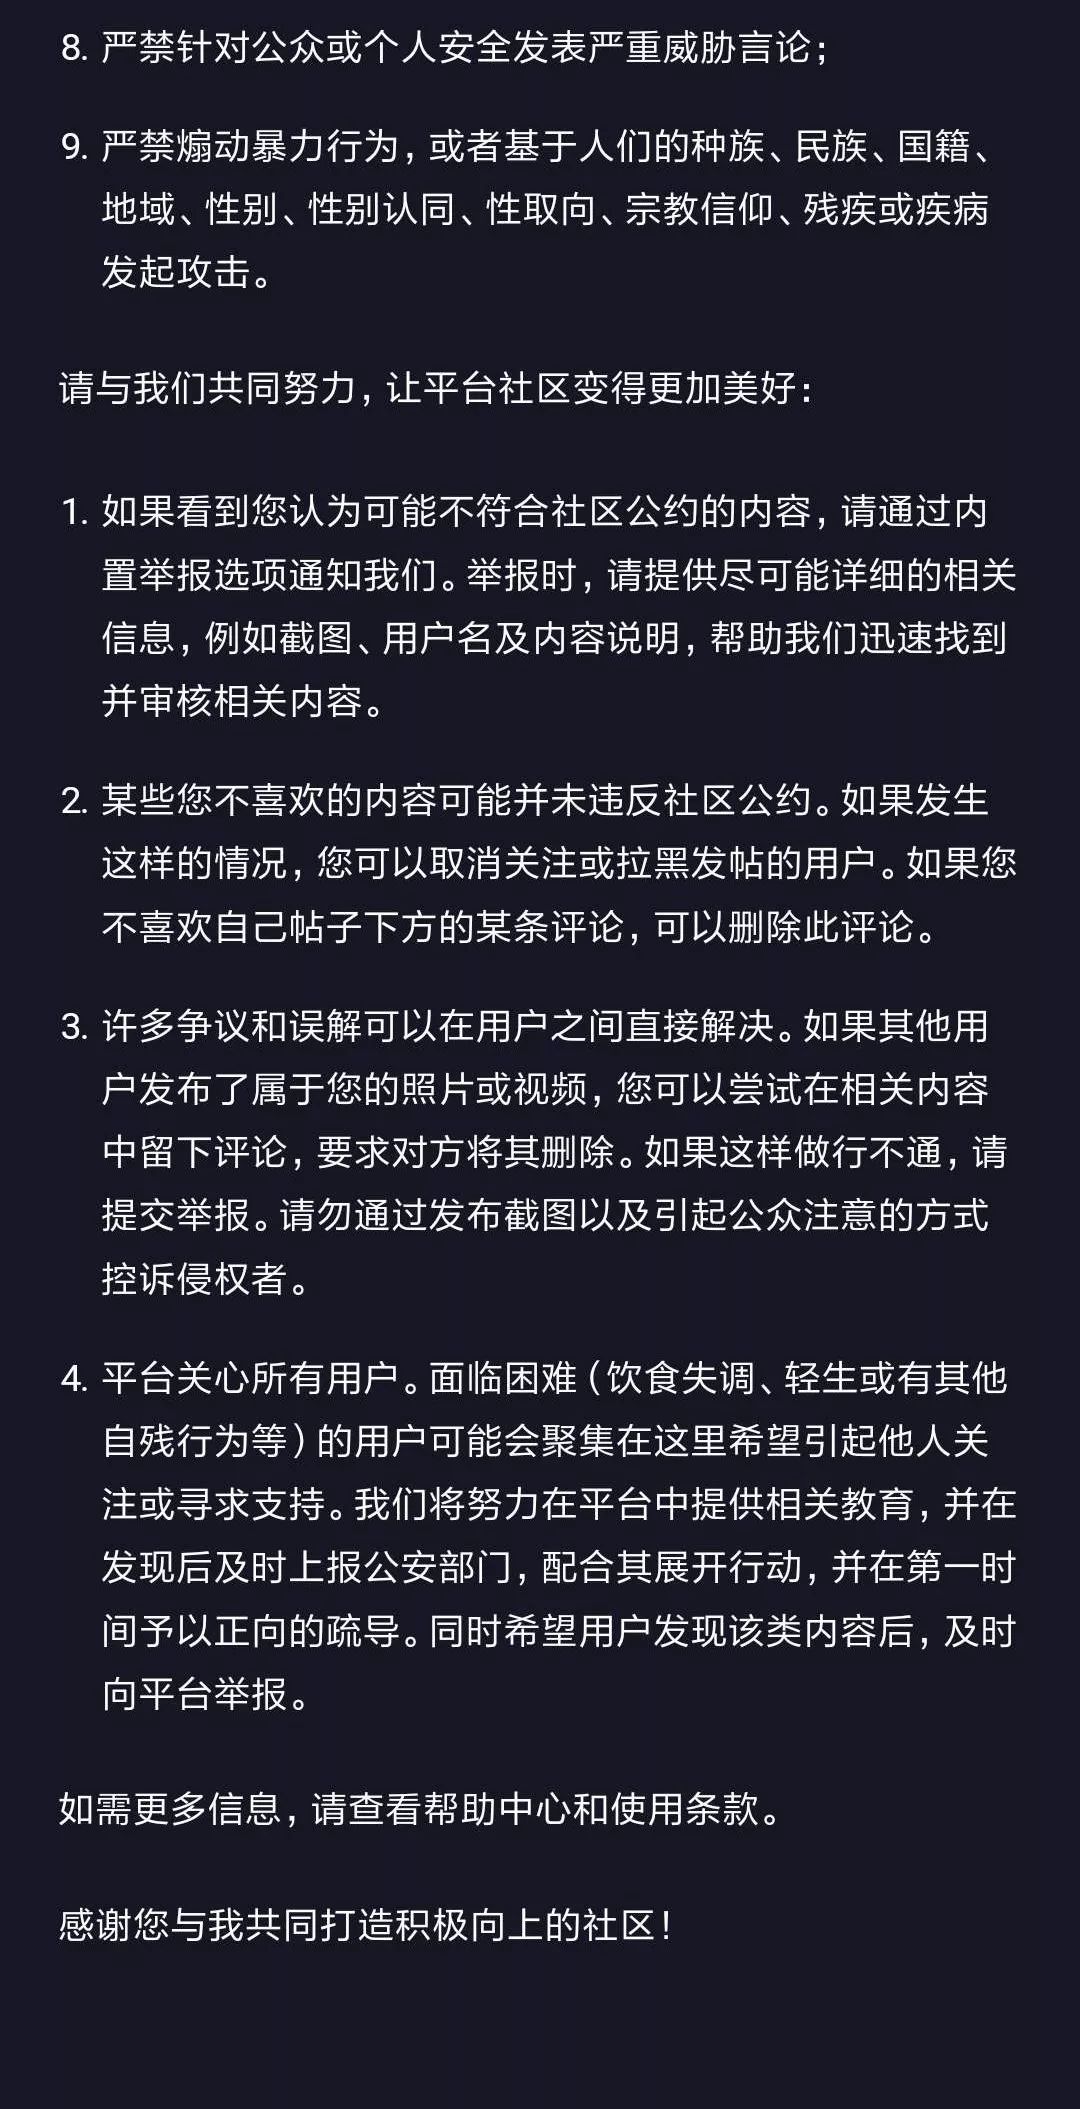 8. 严禁针对公众或个人安全发表严重威胁言论；
9. 严禁煽动暴力行为，或者基于人们的种族、民族、国籍、
地域、性别、性别认同、性取向、宗教信仰、残疾或疾病
发起攻击。
请与我们共同努力，让平台社区变得更加美好：
1. 如果看到您认为可能不符合社区公约的内容，请通过内
置举报选项通知我们。举报时，请提供尽可能详细的相关
信息，例如截图、用户名及内容说明，帮助我们迅速找到
并审核相关内容。
2. 某些您不喜欢的内容可能并未违反社区公约。如果发生
这样的情况，您可以取消关注或拉黑发帖的用户。如果您
不喜欢自己帖子下方的某条评论，可以删除此评论。
3. 许多争议和误解可以在用户之间直接解决。如果其他用
户发布了属于您的照片或视频，您可以尝试在相关内容
中留下评论，要求对方将其删除。如果这样做行不通，请
提交举报。请勿通过发布截图以及引起公众注意的方式
控诉侵权者。
4. 平台关心所有用户。面临困难（饮食失调、轻生或有其他
自残行为等）的用户可能会聚集在这里希望引起他人关
注或寻求支持。我们将努力在平台中提供相关教育，并在
发现后及时上报公安部门，配合其展开行动，并在第一时
间予以正向的疏导。同时希望用户发现该类内容后，及时
向平台举报。
如需更多信息，请查看帮助中心和使用条款。
感谢您与我共同打造积极向上的社区！